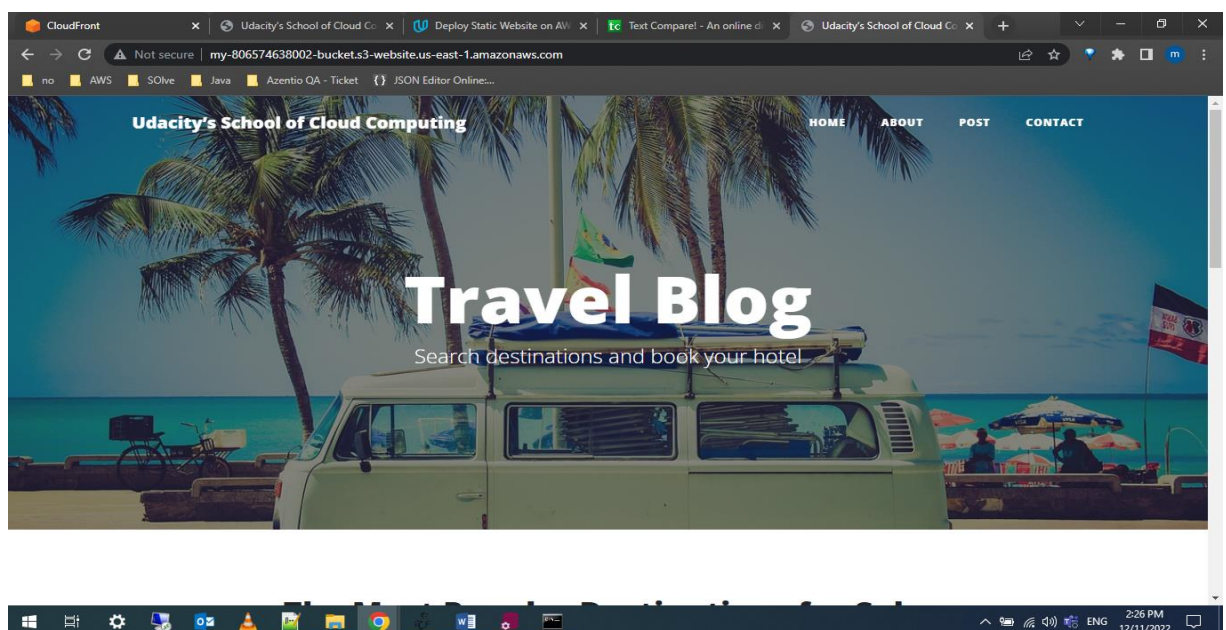 CloudFront
Udacity's School of Cloud Co
Deploy Static Website on AW
Text Compare! - An online di
Udacity's School of Cloud Co
Not secure | my-806574638002-bucket.s3-website.us-east-1.amazonaws.com
m
no
AWS
SOlve
Java
Azentio QA - Ticket
JSON Editor Online:...
Udacity's School of Cloud Computing
HOME ABOUT POST CONTACT
Travel Blog
Search destinations and book your hotel
ENG
2:26 PM
12/11/2022